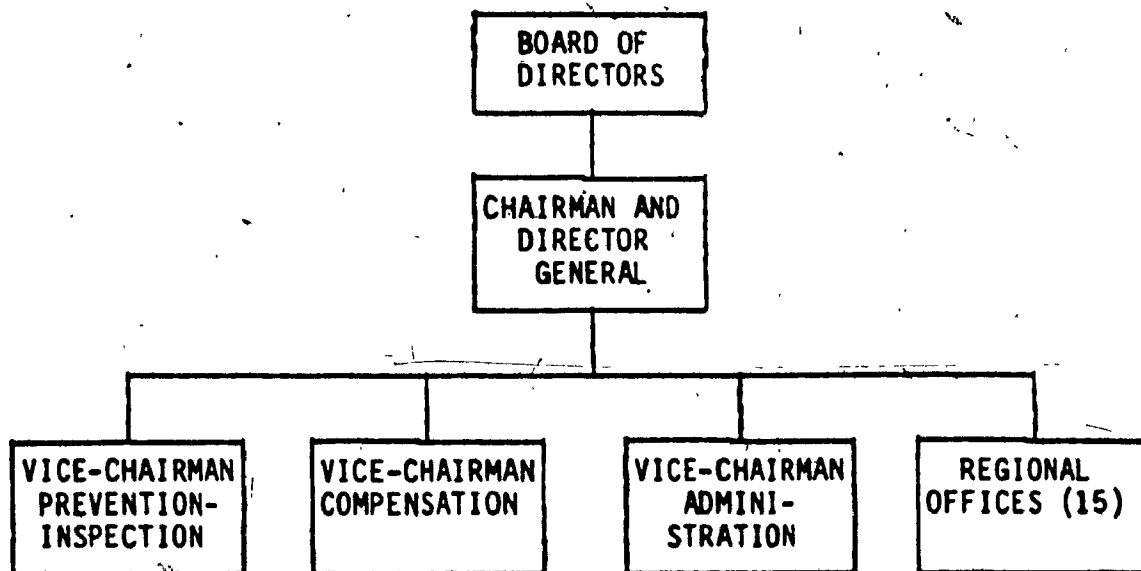 BOARD OF
DIRECTORS
CHAIRMAN AND
DIRECTOR
GENERAL
VICE-CHAIRMAN
PREVENTION-
INSPECTION
VICE-CHAIRMAN
COMPENSATION
VICE-CHAIRMAN
ADMINI-
STRATION
REGIONAL
OFFICES (15)